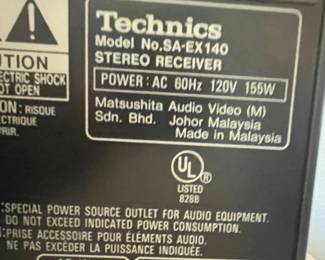 Technics
Model No,SA-EX140
STEREO RECEIVER
POWER: AC 60Hz 120V 155W
Matsushita Audio Video (M)
Sdn. Bhd. Johor Malaysia
Made in Malaysia
UTION
ECTRIC SHOCK
OT OPEN
ON: RISQUE
CTRIQUE
RIR.
UL
®
LISTED
828B
:SPECIAL POWER SOURCE OUTLET FOR AUDIO EQUIPMENT.
DO NOT EXCEED INDICATED POWER CONSUMPTION.
:PRISE ACCESSOIRE POUR ÉLÉMENTS AUDIO.
NE PAS EXCÉDER LA PUISSANCE INDIQUÉE.